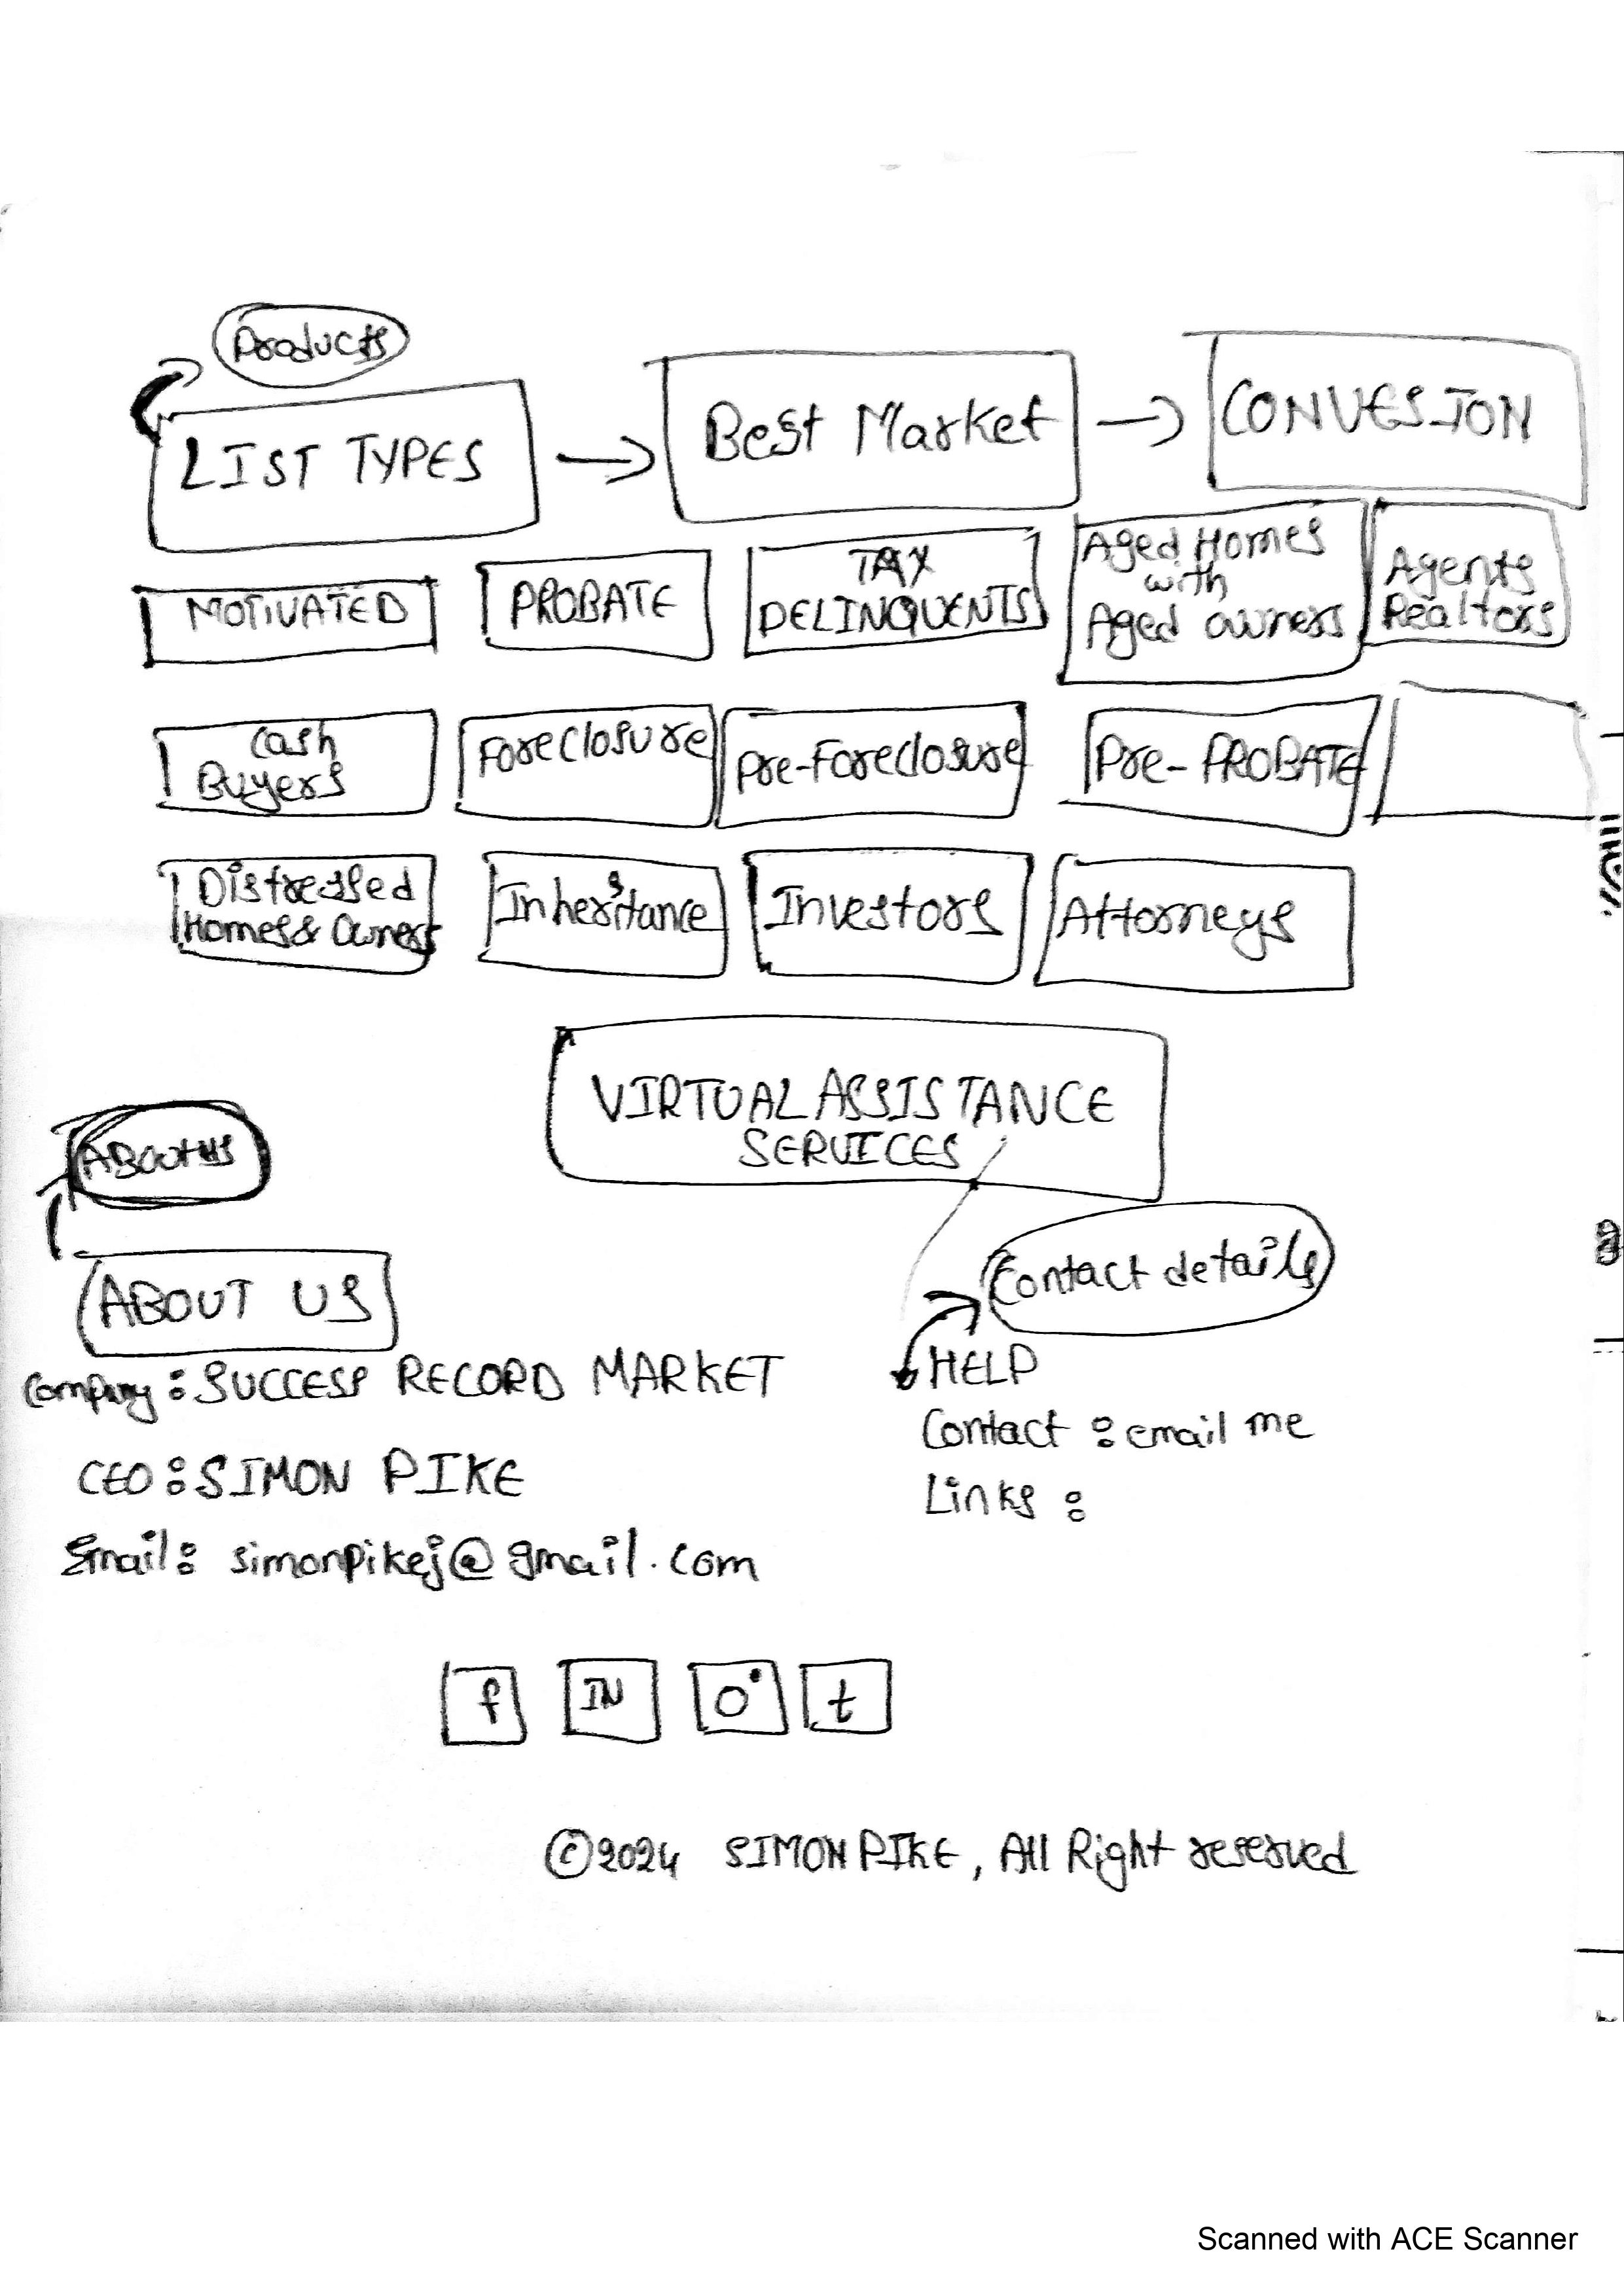 Products
LIST TYPES
Best Market
CONVESION
MOTIVATED
PROBATE
TAX
DELINQUENTS
Aged Homes
with
Aged owners
Agents
Realtors
Cash
Buyers
Foreclosure
Pre-Foreclosure
Pre-PROBATE
Distressed
Homes & Owners
Inheritance
Investors
Attorneys
VIRTUAL ASSISTANCE
SERVICES
ABOUT US
ABOUT US
Company : SUCCESS RECORD MARKET
CEO : SIMON PIKE
Email : simonpikej@gmail.com
Contact details
HELP
Contact : email me
Links :
f IN t
©2024 SIMON PIKE, All Right reserved
Scanned with ACE Scanner